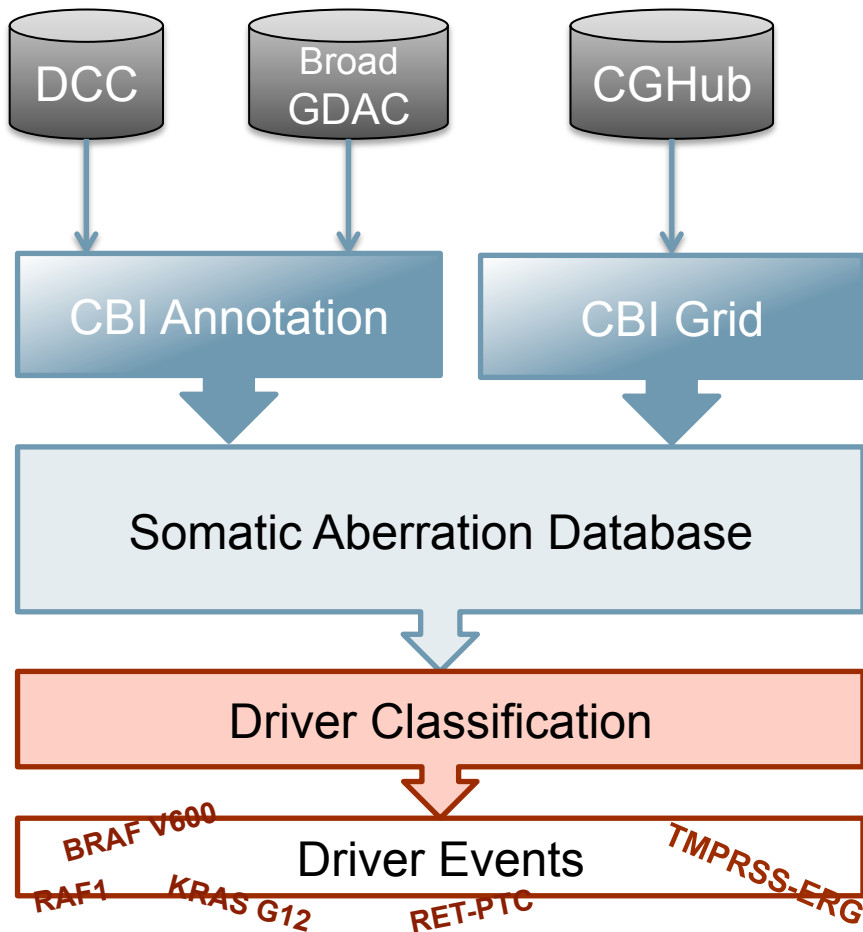 DCC
Broad
GDAC
CGHub
CBI Annotation
CBI Grid
Somatic Aberration Database
Driver Classification
BRAF V600
Driver Events
TMPRSS-ERG
RAF1
KRAS G12
RET-PTC